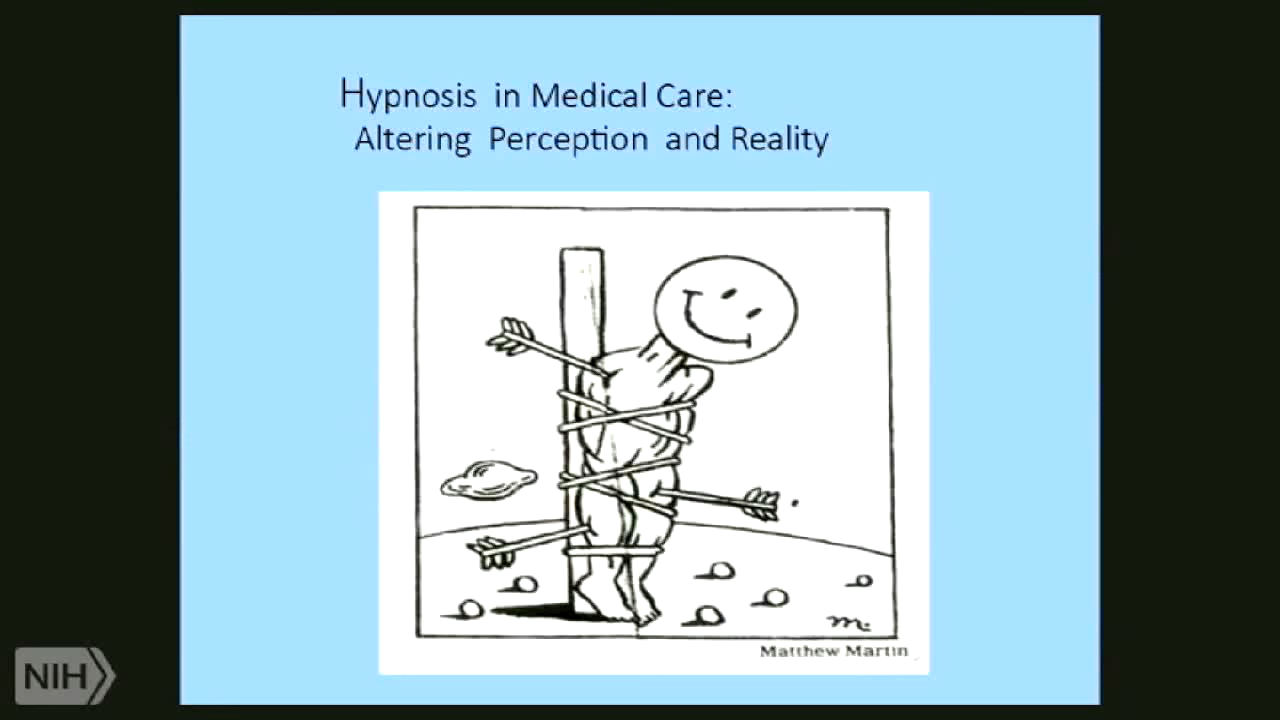 Hypnosis in Medical Care:
Altering Perception and Reality
m.
Matthew Martin
NIH